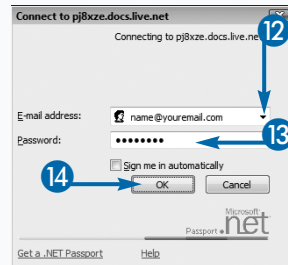 Connect to pj8xze.docs.live.net
12
Connecting to pj8xze.docs.live.ne
E-mail address:
name@youremail.com
13
Password:
••••••••
Sign me in automatically
14
OK
Cancel
Microsoft
Passport
net
Get a .NET Passport
Help